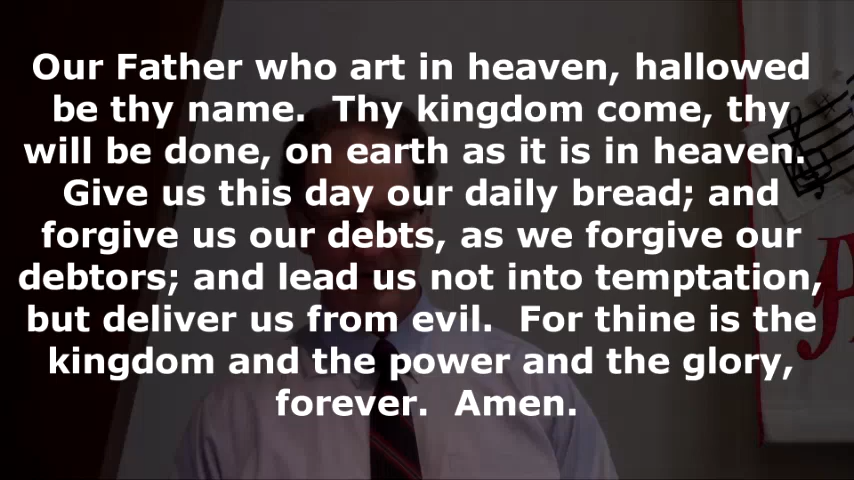 Our Father who art in heaven, hallowed
be thy name.  Thy kingdom come, thy
will be done, on earth as it is in heaven.
Give us this day our daily bread; and
forgive us our debts, as we forgive our
debtors; and lead us not into temptation,
but deliver us from evil.  For thine is the
kingdom and the power and the glory,
forever.  Amen.